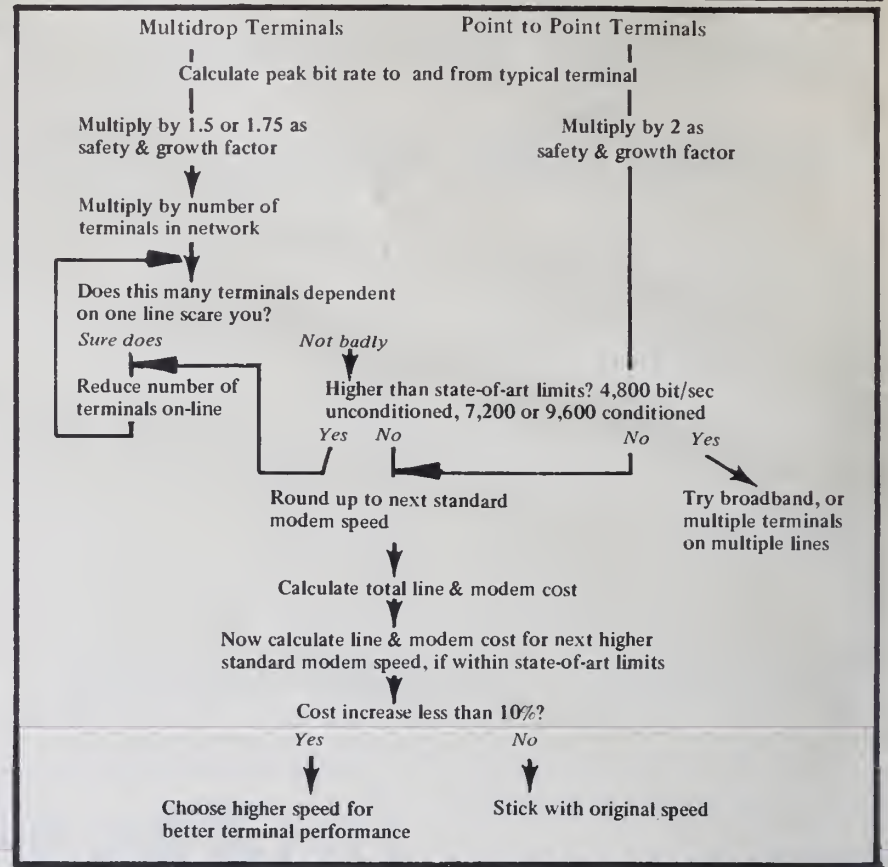 Multidrop Terminals
Point to Point Terminals
Calculate peak bit rate to and from typical terminal
Multiply by 1.5 or 1.75 as
safety & growth factor
Multiply by 2 as
safety & growth factor
Multiply by number of
terminals in network
Does this many terminals dependent
on one line scare you?
Sure does
Not badly
Reduce number of
terminals on-line
Higher than state-of-art limits? 4,800 bit/sec
unconditioned, 7,200 or 9,600 conditioned
Yes
No
No
Yes
Round up to next standard
modem speed
Try broadband, or
multiple terminals
on multiple lines
Calculate total line & modem cost
Now calculate line & modem cost for next higher
standard modem speed, if within state-of-art limits
Cost increase less than 10%?
Yes
No
Choose higher speed for
better terminal performance
Stick with original speed